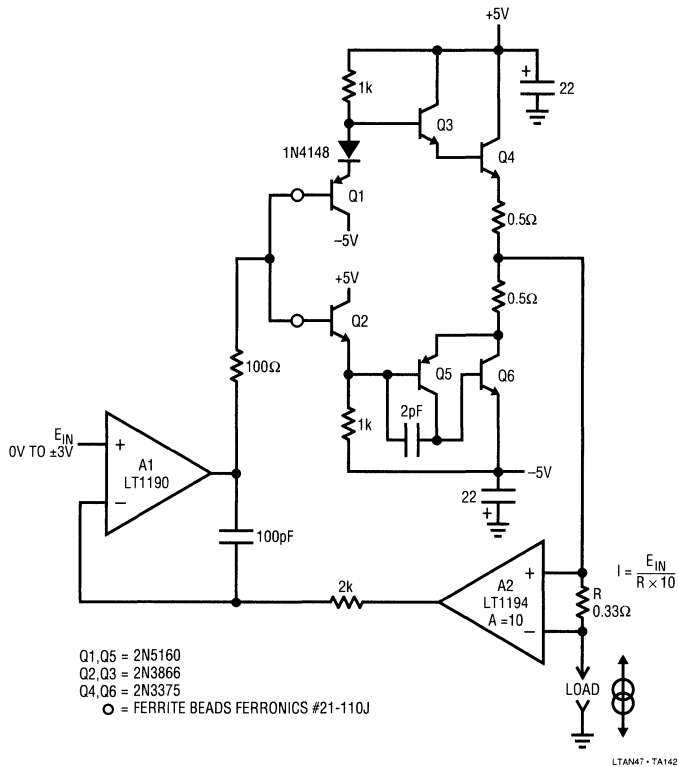 +5V
+
22
1k
Q3
1N4148
Q4
Q1
0.5Ω
–5V
+5V
0.5Ω
Q2
100Ω
Q5
Q6
2pF
1k
E_IN
0V TO ±3V
+
A1
LT1190
–
–5V
22
+
100pF
+
A2
LT1194
A =10
–
R
0.33Ω
I = E_IN / R × 10
2k
LOAD
Q1,Q5 = 2N5160
Q2,Q3 = 2N3866
Q4,Q6 = 2N3375
= FERRITE BEADS FERRONICS #21-110J
LTAN47 • TA142